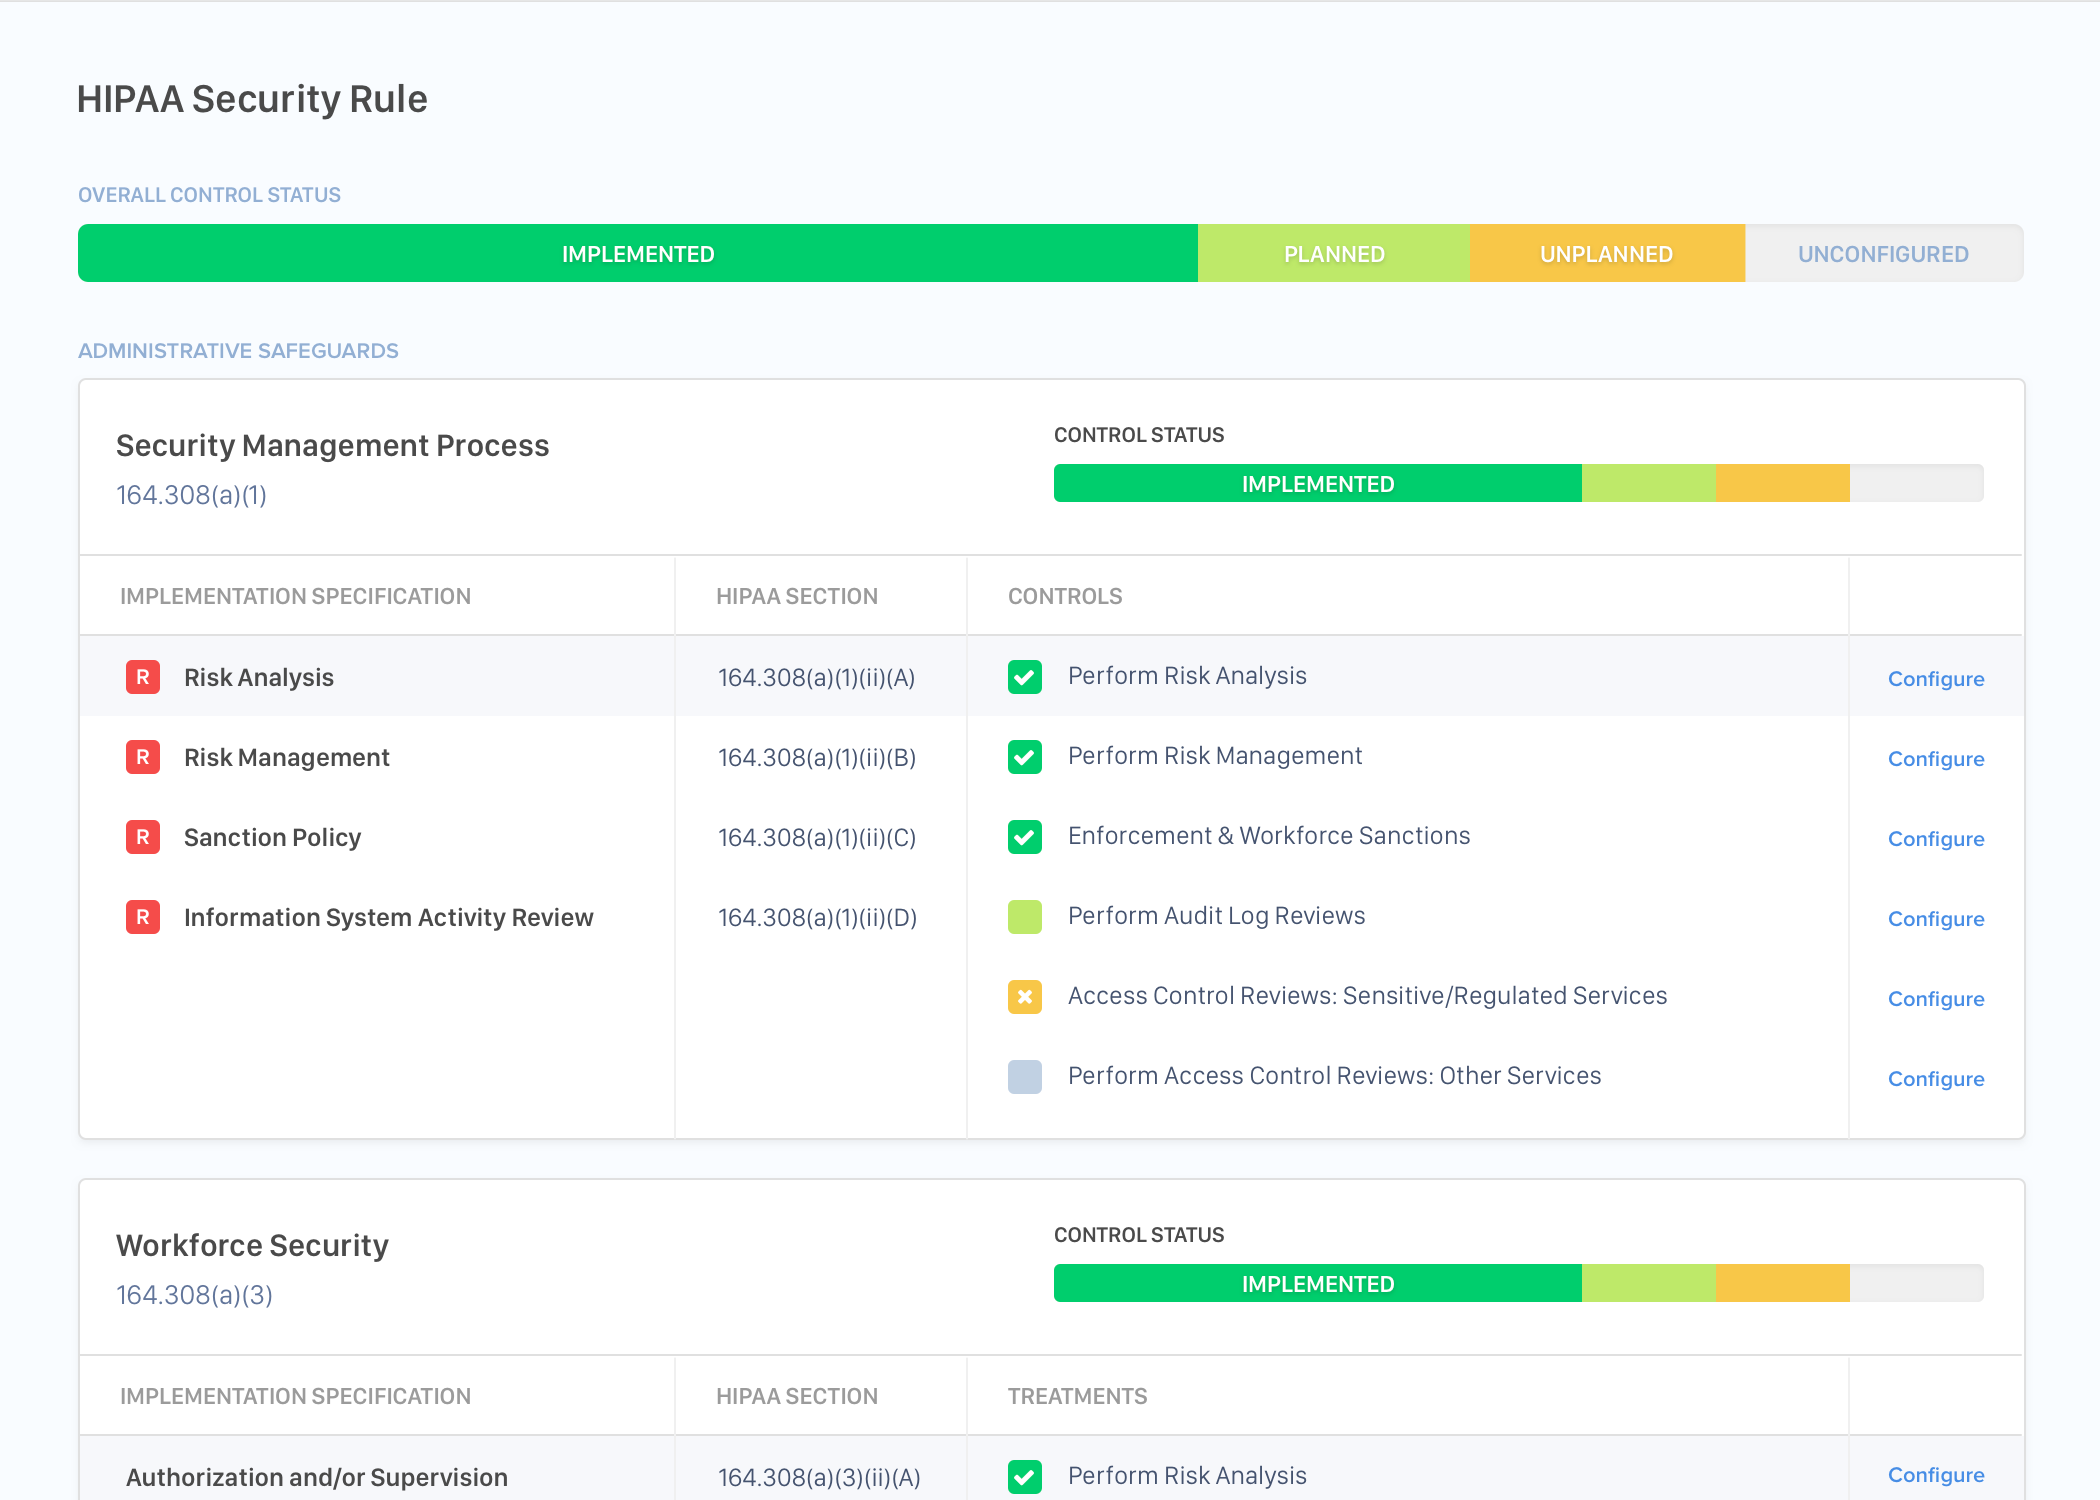 HIPAA Security Rule
OVERALL CONTROL STATUS
IMPLEMENTED PLANNED UNPLANNED UNCONFIGURED
ADMINISTRATIVE SAFEGUARDS
Security Management Process
164.308(a)(1)
CONTROL STATUS
IMPLEMENTED
IMPLEMENTATION SPECIFICATION HIPAA SECTION CONTROLS
R Risk Analysis 164.308(a)(1)(ii)(A) Perform Risk Analysis Configure
R Risk Management 164.308(a)(1)(ii)(B) Perform Risk Management Configure
R Sanction Policy 164.308(a)(1)(ii)(C) Enforcement & Workforce Sanctions Configure
R Information System Activity Review 164.308(a)(1)(ii)(D) Perform Audit Log Reviews Configure
Access Control Reviews: Sensitive/Regulated Services Configure
Perform Access Control Reviews: Other Services Configure
Workforce Security
164.308(a)(3)
CONTROL STATUS
IMPLEMENTED
IMPLEMENTATION SPECIFICATION HIPAA SECTION TREATMENTS
Authorization and/or Supervision 164.308(a)(3)(ii)(A) Perform Risk Analysis Configure